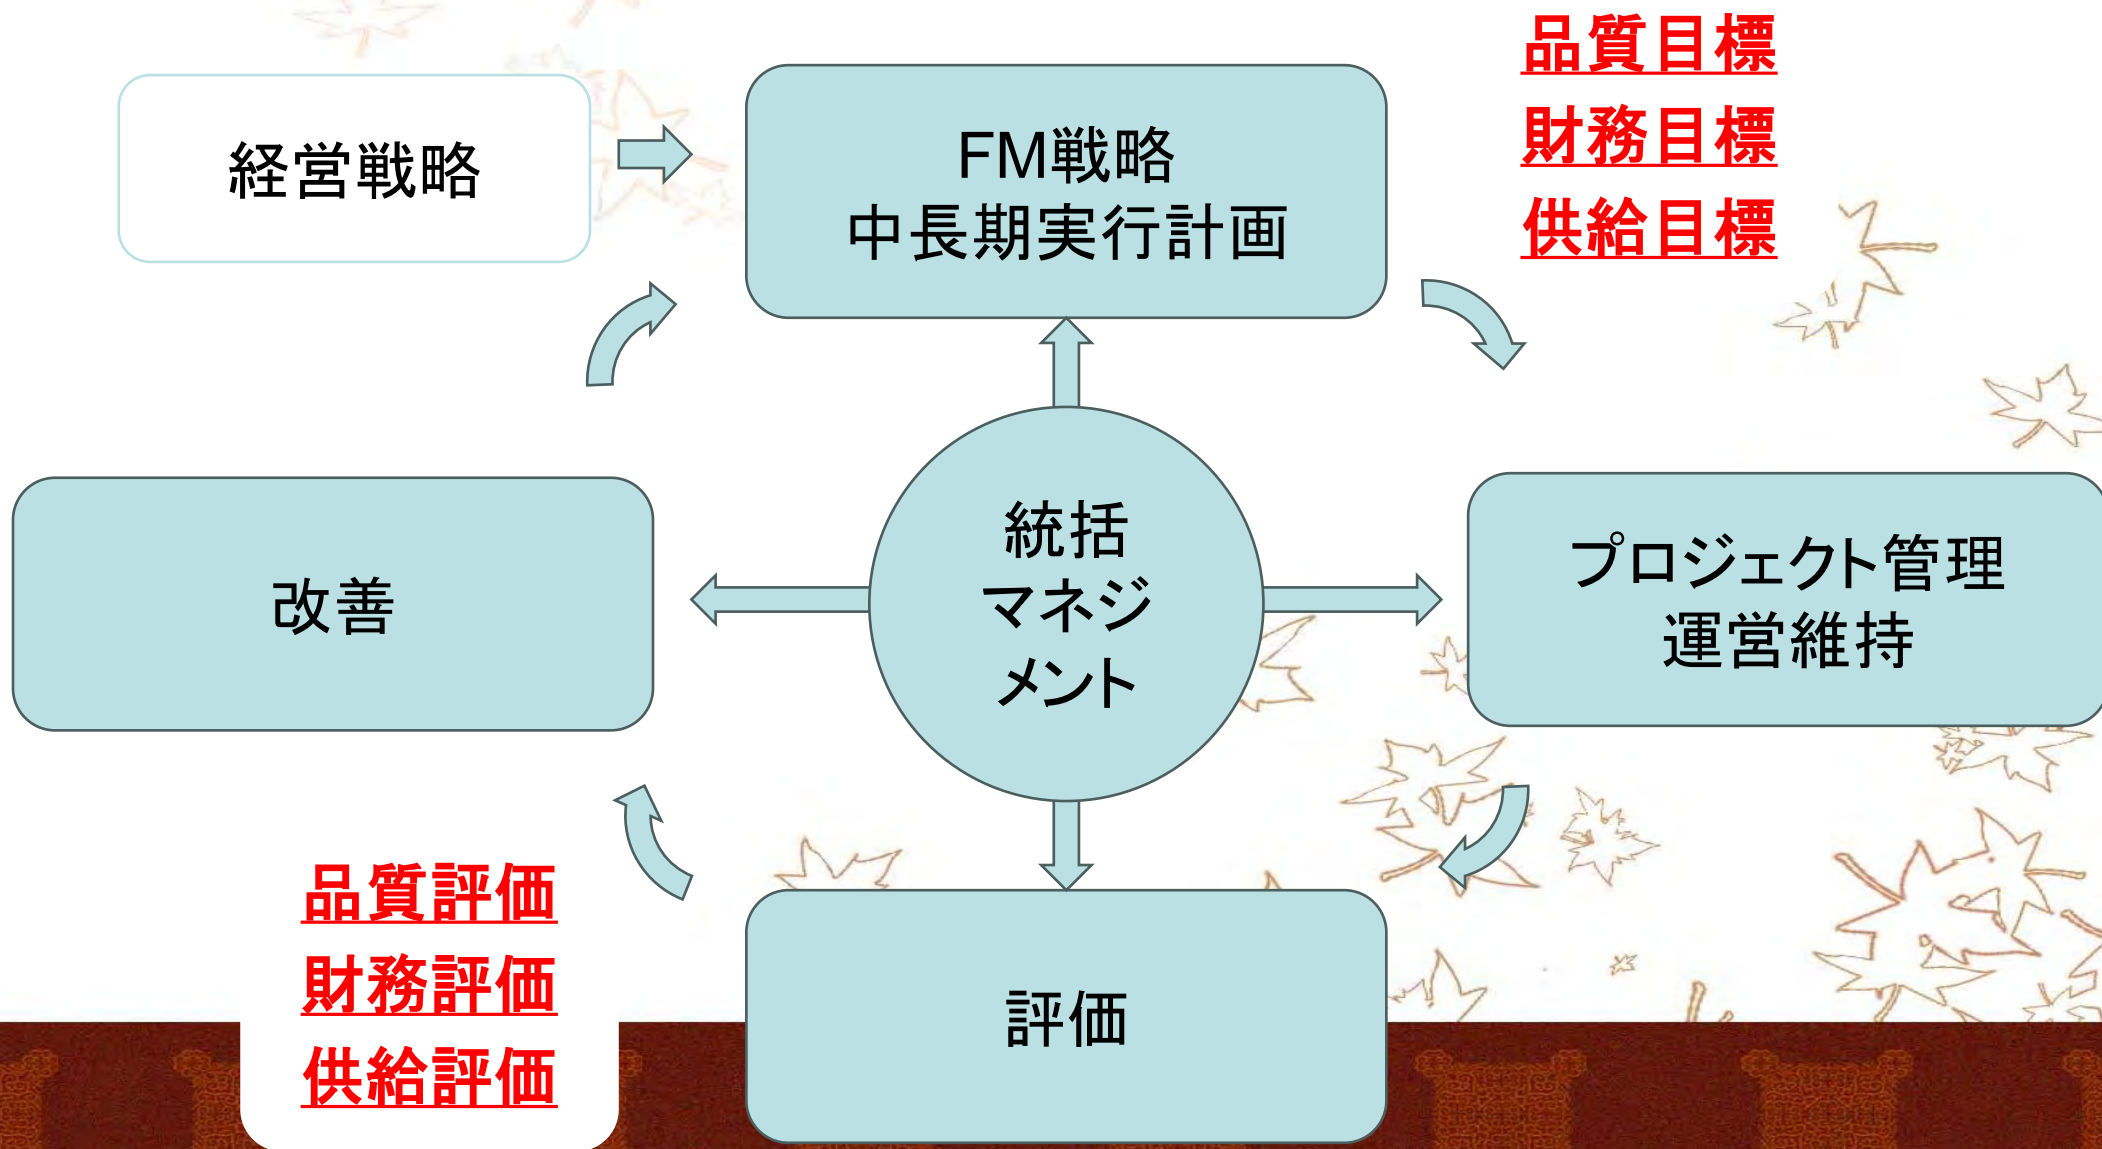 経営戦略
FM戦略
中長期実行計画
品質目標
財務目標
供給目標
改善
統括
マネジ
メント
プロジェクト管理
運営維持
品質評価
財務評価
供給評価
評価